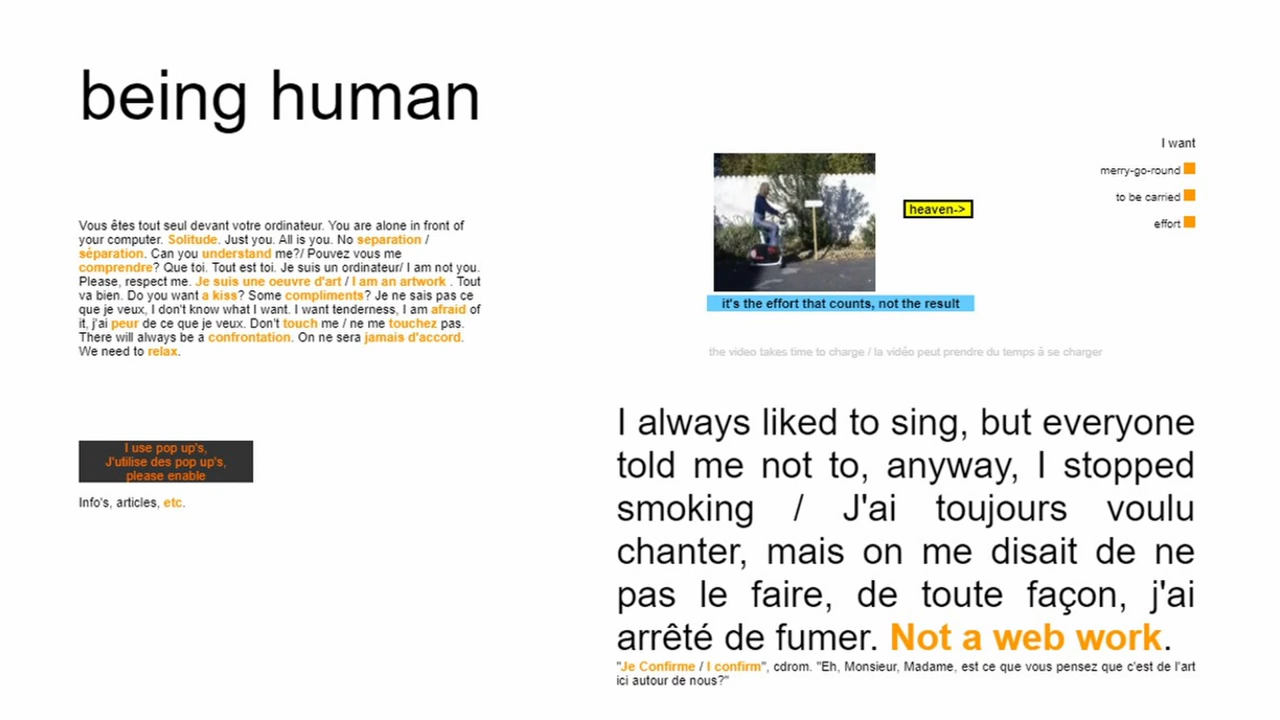 being human
Vous êtes tout seul devant votre ordinateur. You are alone in front of
your computer. Solitude. Just you. All is you. No separation /
séparation. Can you understand me?/ Pouvez vous me
comprendre? Que toi. Tout est toi. Je suis un ordinateur/ I am not you.
Please, respect me. Je suis une oeuvre d'art / I am an artwork . Tout
va bien. Do you want a kiss? Some compliments? Je ne sais pas ce
que je veux, I don't know what I want. I want tenderness, I am afraid of
it, j'ai peur de ce que je veux. Don't touch me / ne me touchez pas.
There will always be a confrontation. On ne sera jamais d'accord.
We need to relax.
I use pop up's,
J'utilise des pop up's,
please enable
Info's, articles, etc.
heaven->
I want
merry-go-round
to be carried
effort
it's the effort that counts, not the result
the video takes time to charge / la vidéo peut prendre du temps à se charger
I always liked to sing, but everyone
told me not to, anyway, I stopped
smoking / J'ai toujours voulu
chanter, mais on me disait de ne
pas le faire, de toute façon, j'ai
arrêté de fumer. Not a web work.
"Je Confirme / I confirm", cdrom. "Eh, Monsieur, Madame, est ce que vous pensez que c'est de l'art
ici autour de nous?"